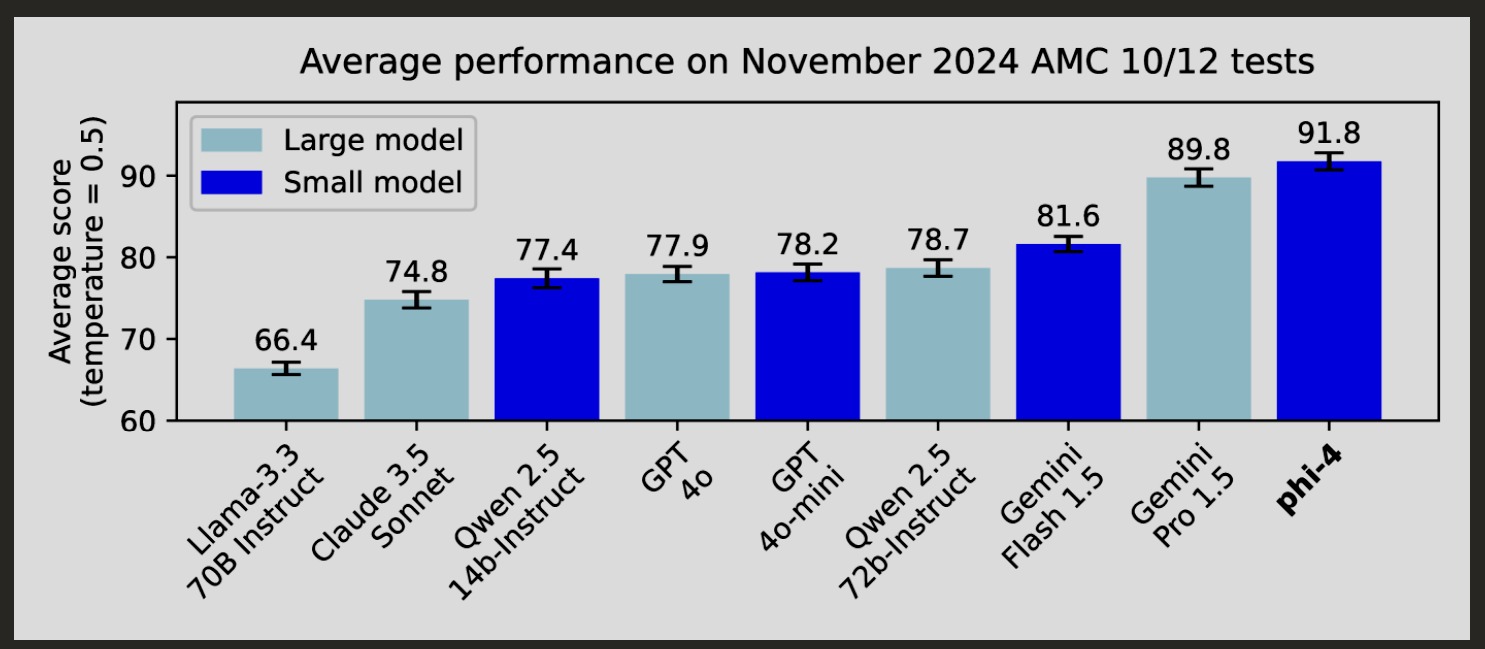 Average performance on November 2024 AMC 10/12 tests
Average score
(temperature = 0.5)
90
80
70
60
Large model
Small model
66.4
74.8
77.4
77.9
78.2
78.7
81.6
89.8
91.8
Llama-3.3
70B Instruct
Claude 3.5
Sonnet
Qwen 2.5
14b-Instruct
GPT
4o
GPT
4o-mini
Qwen 2.5
72b-Instruct
Gemini
Flash 1.5
Gemini
Pro 1.5
phi-4